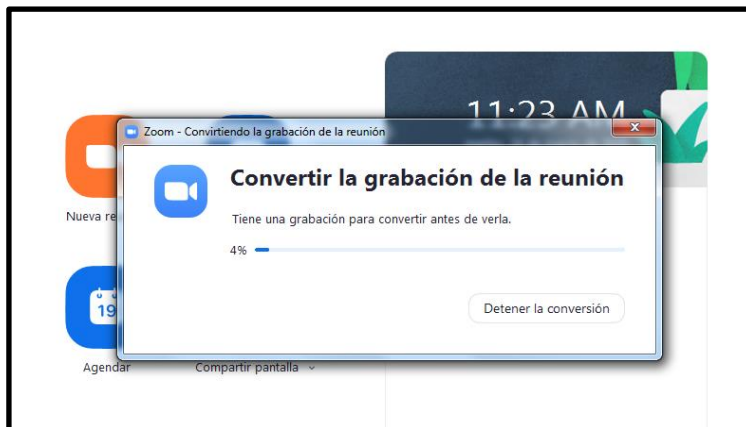 11:23 AM
Zoom - Convirtiendo la grabación de la reunión
Convertir la grabación de la reunión
Nueva re
Tiene una grabación para convertir antes de verla.
4%
19
Detener la conversión
Agendar
Compartir pantalla